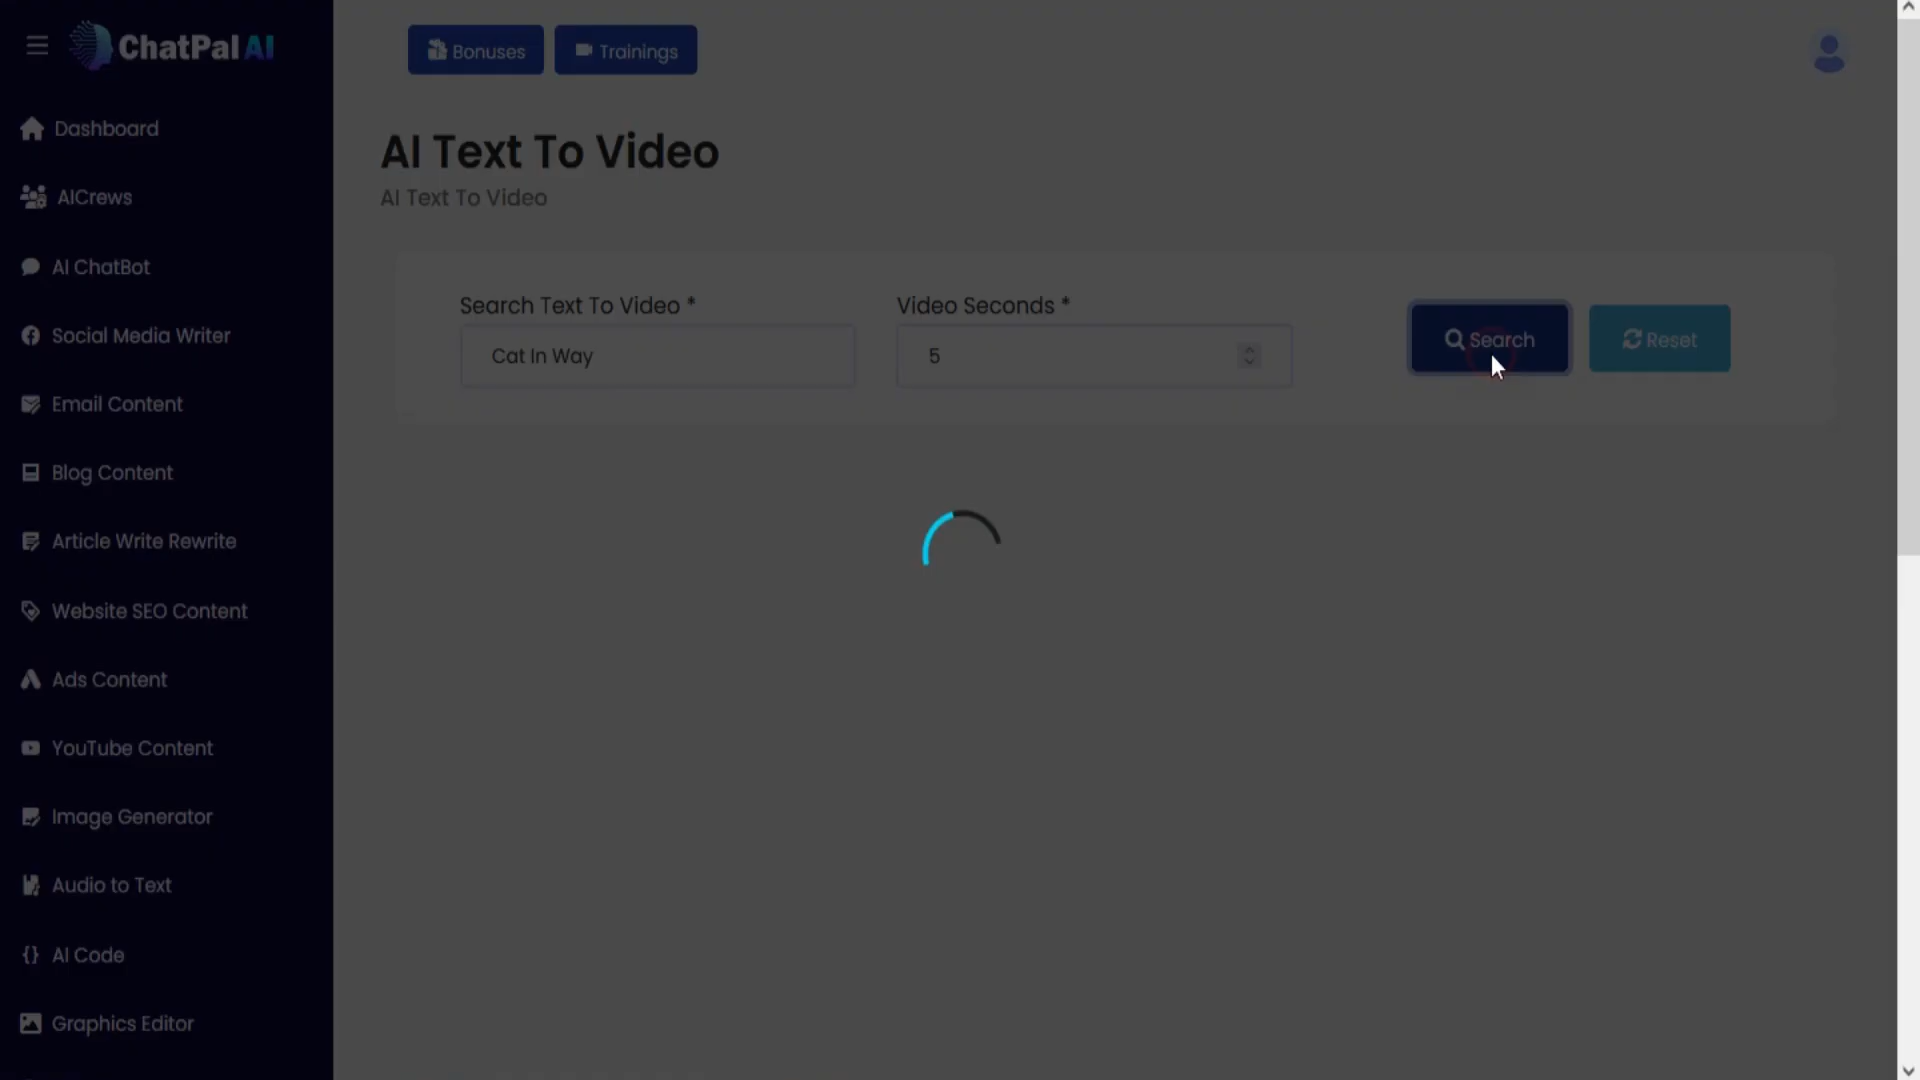 ChatPal AI
Bonuses
Trainings
Dashboard
AICrews
AI ChatBot
Social Media Writer
Email Content
Blog Content
Article Write Rewrite
Website SEO Content
Ads Content
YouTube Content
Image Generator
Audio to Text
AI Code
Graphics Editor
AI Text To Video
AI Text To Video
Search Text To Video *
Cat In Way
Video Seconds *
5
Search
Reset